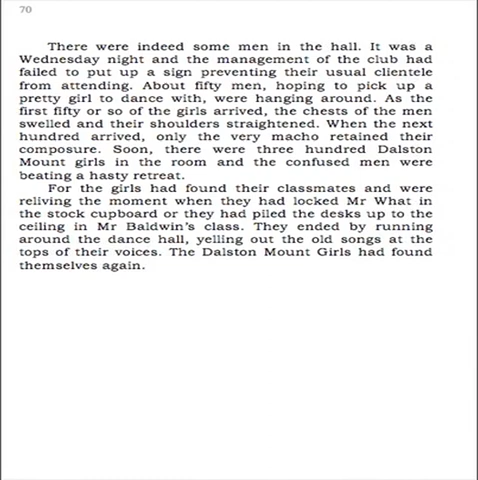 70
There were indeed some men in the hall. It was a
Wednesday night and the management of the club had
failed to put up a sign preventing their usual clientele
from attending. About fifty men, hoping to pick up a
pretty girl to dance with, were hanging around. As the
first fifty or so of the girls arrived, the chests of the men
swelled and their shoulders straightened. When the next
hundred arrived, only the very macho retained their
composure. Soon, there were three hundred Dalston
Mount girls in the room and the confused men were
beating a hasty retreat.
For the girls had found their classmates and were
reliving the moment when they had locked Mr What in
the stock cupboard or they had piled the desks up to the
ceiling in Mr Baldwin's class. They ended by running
around the dance hall, yelling out the old songs at the
tops of their voices. The Dalston Mount Girls had found
themselves again.